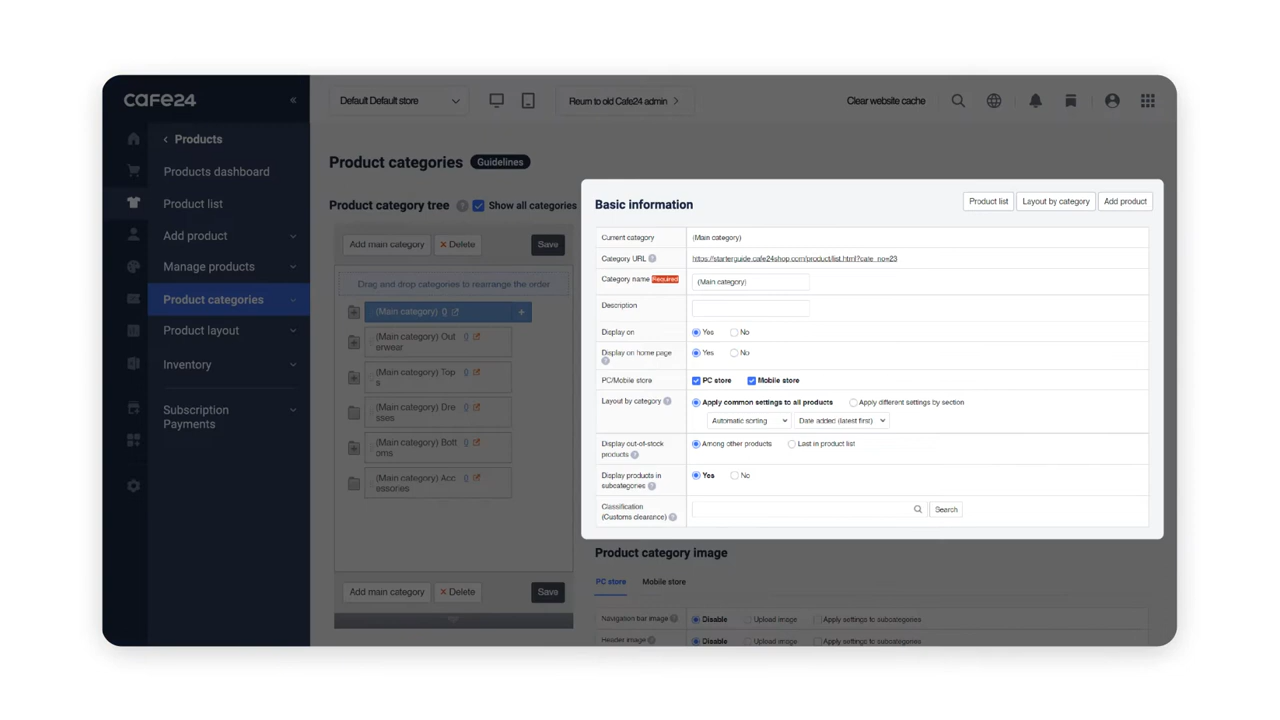 CAFE24
«
Default Default store
Reurn to old Cafe24 admin
Clear website cache
Products
Products dashboard
Product list
Add product
Manage products
Product categories
Product layout
Inventory
Subscription
Payments
Product categories
Guidelines
Product category tree
?
Show all categories
Add main category
× Delete
Save
Drag and drop categories to rearrange the order
(Main category)
+
(Main category) Out
erwear
(Main category) Top
s
(Main category) Dre
sses
(Main category) Bott
oms
(Main category) Acc
essories
Add main category
× Delete
Save
Basic information
Product list
Layout by category
Add product
Current category
(Main category)
Category URL ?
https://starterguide.cafe24shop.com/product/list.html?cate_no=23
Category name Required
(Main category)
Description
Display on
Yes
No
Display on home page
?
Yes
No
PC/Mobile store
PC store
Mobile store
Layout by category ?
Apply common settings to all products
Apply different settings by section
Automatic sorting
Date added (latest first)
Display out-of-stock
products ?
Among other products
Last in product list
Display products in
subcategories ?
Yes
No
Classification
(Customs clearance) ?
Search
Product category image
PC store
Mobile store
Navigation bar image ?
Disable
Upload image
Apply settings to subcategories
Header image ?
Disable
Upload image
Apply settings to subcategories